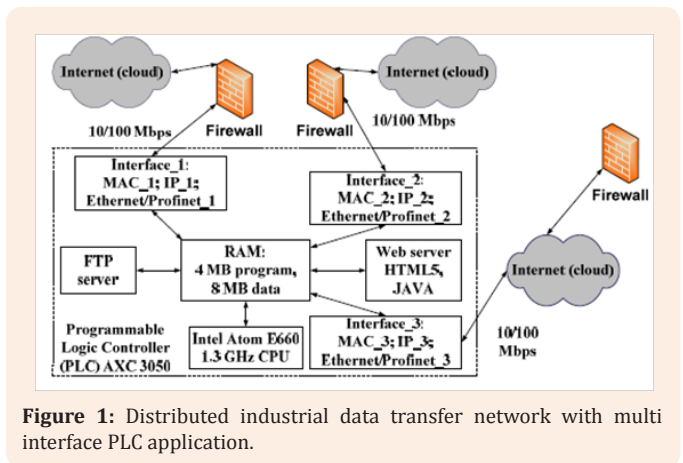 Internet (cloud)
Internet (cloud)
10/100 Mbps
Firewall
Firewall
10/100 Mbps
Interface_1:
MAC_1; IP_1;
Ethernet/Profinet_1
Interface_2:
MAC_2; IP_2;
Ethernet/Profinet_2
Firewall
FTP
server
RAM:
4 MB program,
8 MB data
Web server
HTML5,
JAVA
Internet (cloud)
Programmable
Logic Controller
(PLC) AXC 3050
Intel Atom E660
1.3 GHz CPU
Interface_3:
MAC_3; IP_3;
Ethernet/Profinet_3
10/100
Mbps
Figure 1: Distributed industrial data transfer network with multi
interface PLC application.